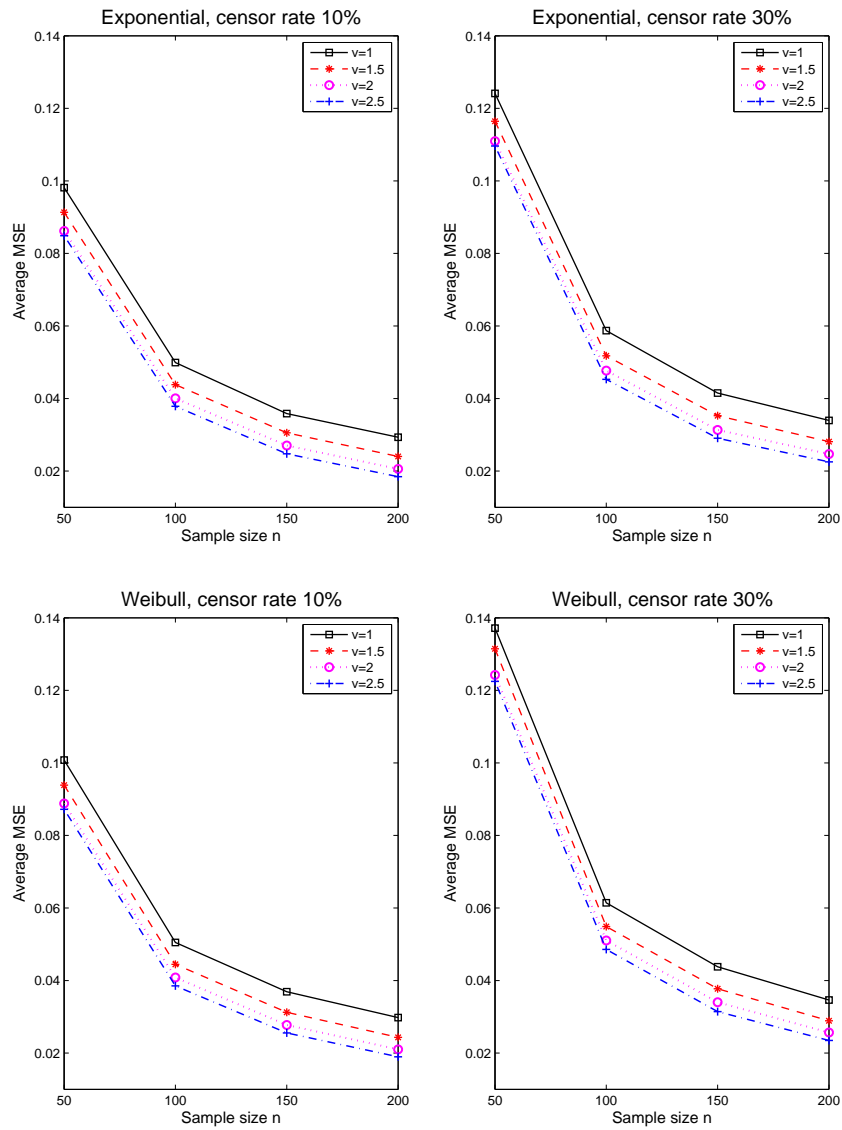 Exponential, censor rate 10%
0.14
0.12
0.1
0.08
0.06
0.04
0.02
50
100
150
200
Sample size n
Average MSE
v=1
v=1.5
v=2
v=2.5
Exponential, censor rate 30%
0.14
0.12
0.1
0.08
0.06
0.04
0.02
50
100
150
200
Sample size n
Average MSE
v=1
v=1.5
v=2
v=2.5
Weibull, censor rate 10%
0.14
0.12
0.1
0.08
0.06
0.04
0.02
50
100
150
200
Sample size n
Average MSE
v=1
v=1.5
v=2
v=2.5
Weibull, censor rate 30%
0.14
0.12
0.1
0.08
0.06
0.04
0.02
50
100
150
200
Sample size n
Average MSE
v=1
v=1.5
v=2
v=2.5